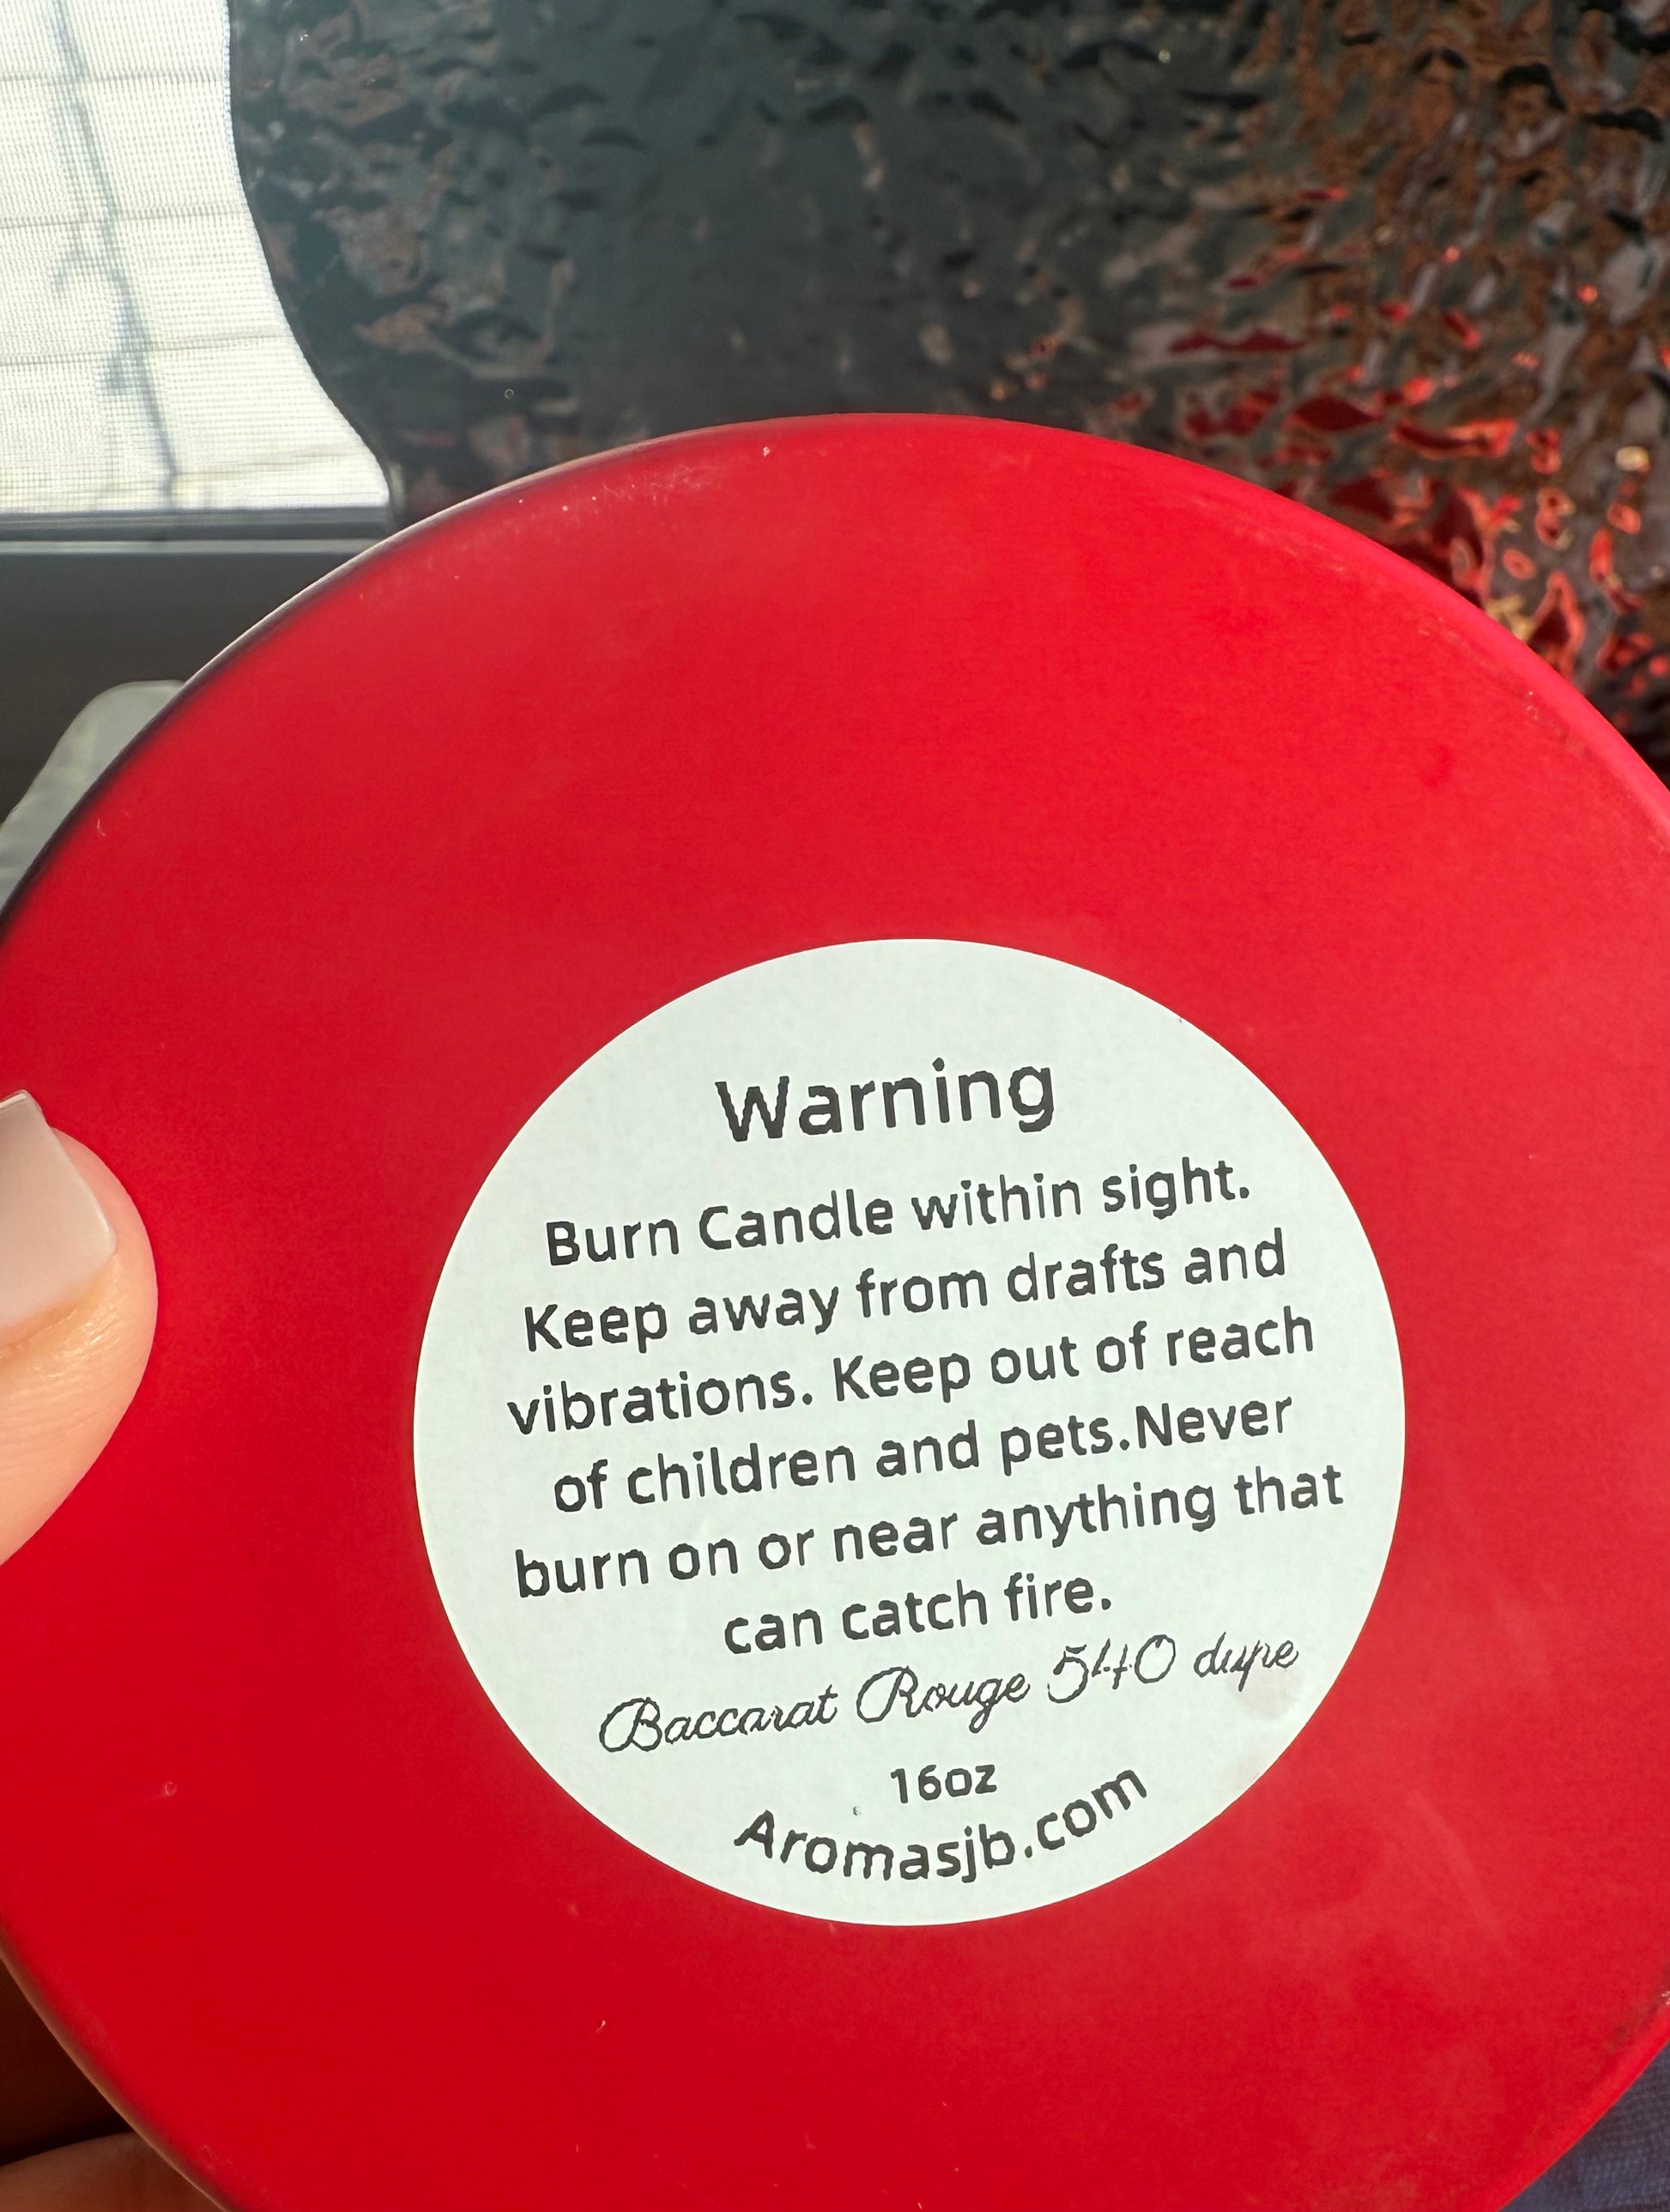 Warning
Burn Candle within sight.
Keep away from drafts and
vibrations. Keep out of reach
of children and pets.Never
burn on or near anything that
can catch fire.
Baccarat Rouge 540 dupe
16oz
Aromasjb.com